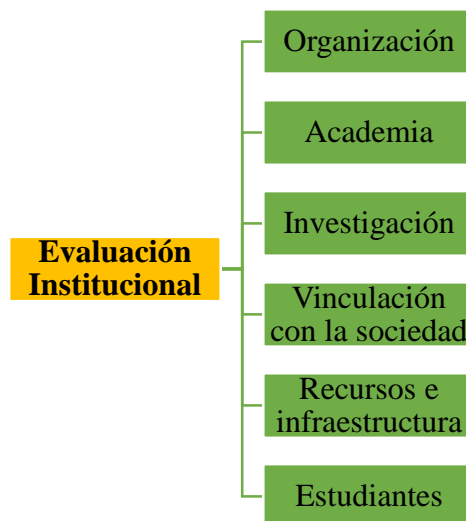 Organización
Academia
Investigación
Evaluación
Institucional
Vinculación
con la sociedad
Recursos e
infraestructura
Estudiantes